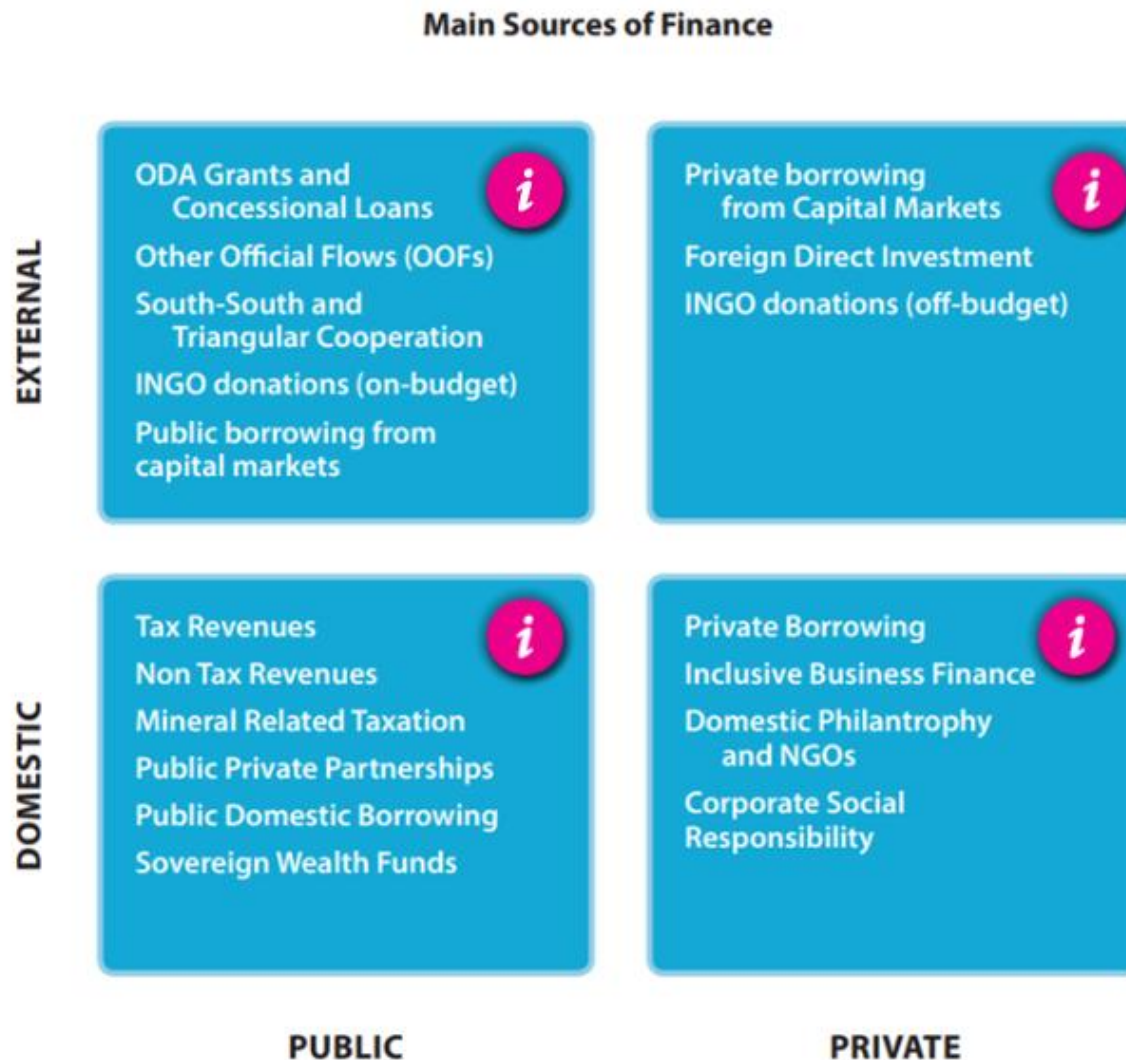 Main Sources of Finance
EXTERNAL
ODA Grants and
Concessional Loans
Other Official Flows (OOFs)
South-South and
Triangular Cooperation
INGO donations (on-budget)
Public borrowing from
capital markets
i
Private borrowing
from Capital Markets
Foreign Direct Investment
INGO donations (off-budget)
i
DOMESTIC
Tax Revenues
Non Tax Revenues
Mineral Related Taxation
Public Private Partnerships
Public Domestic Borrowing
Sovereign Wealth Funds
i
Private Borrowing
Inclusive Business Finance
Domestic Philantrophy
and NGOs
Corporate Social
Responsibility
i
PUBLIC
PRIVATE